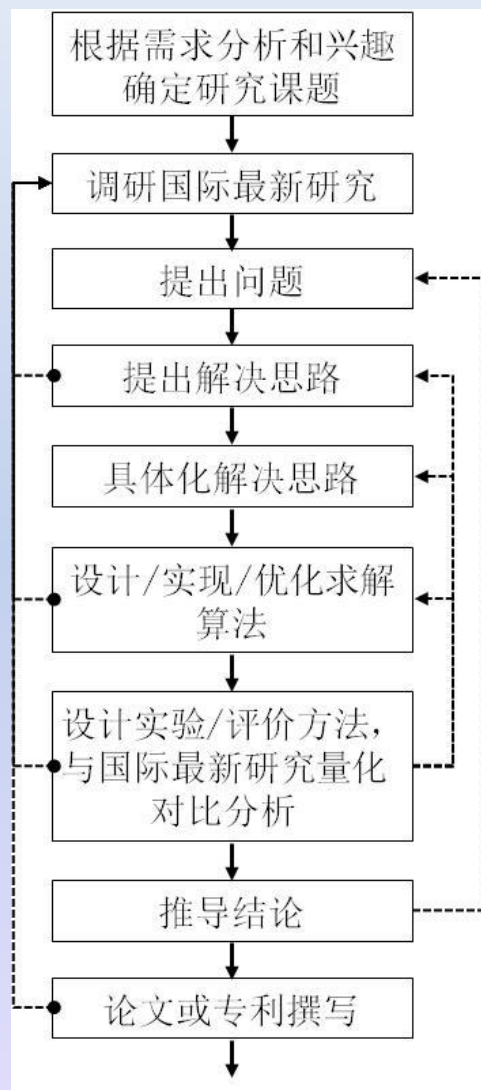 根据需求分析和兴趣
确定研究课题
调研国际最新研究
提出问题
提出解决思路
具体化解决思路
设计/实现/优化求解
算法
设计实验/评价方法,
与国际最新研究量化
对比分析
推导结论
论文或专利撰写